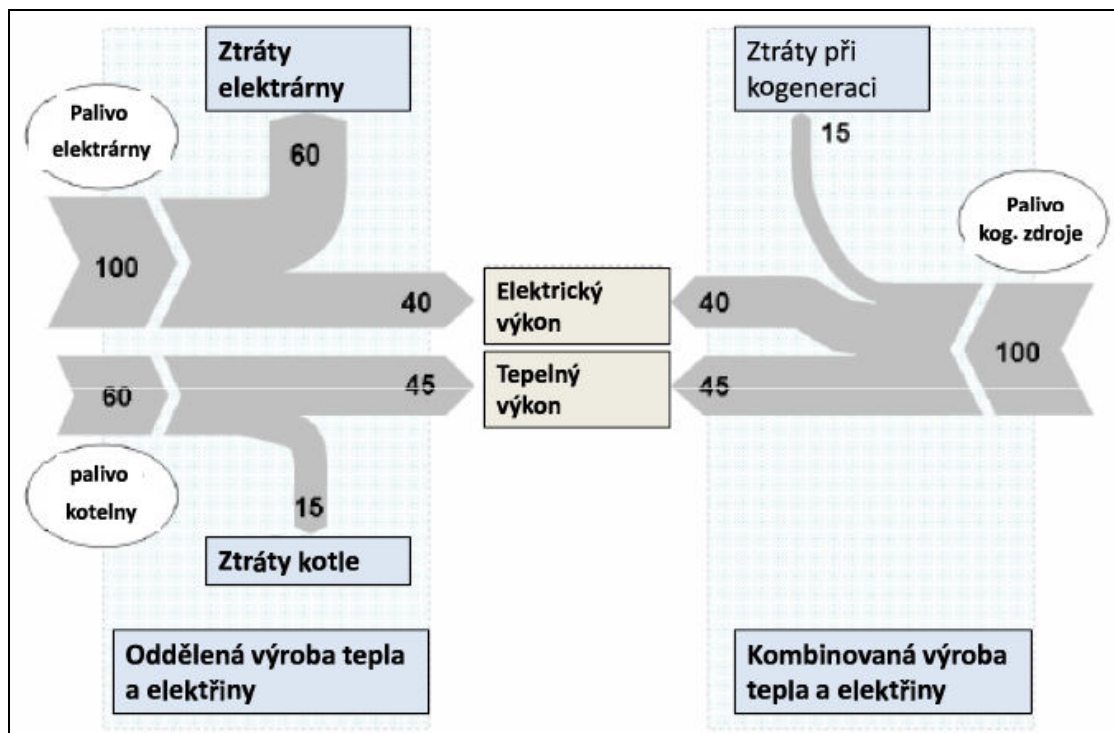 Ztráty
elektrárny
Ztráty při
kogeneraci
Palivo
elektrárny
60
15
Palivo
kog. zdroje
100
40
Elektrický
výkon
40
100
60
45
Tepelný
výkon
45
palivo
kotelny
15
Ztráty kotle
Oddělená výroba tepla
a elektřiny
Kombinovaná výroba
tepla a elektřiny